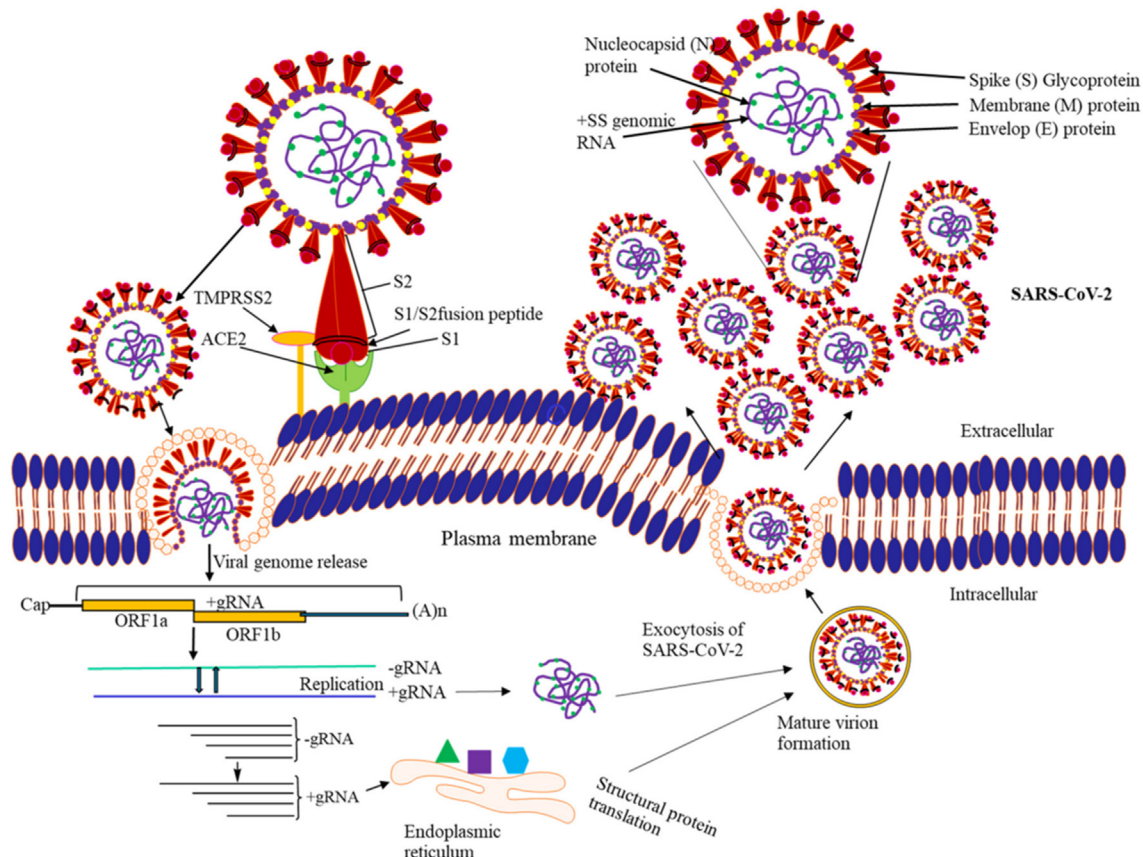 Nucleocapsid (N)
protein
+SS genomic
RNA
Spike (S) Glycoprotein
Membrane (M) protein
Envelop (E) protein
TMPRSS2
ACE2
S2
S1/S2fusion peptide
S1
SARS-CoV-2
Extracellular
Plasma membrane
Intracellular
Viral genome release
Cap
+gRNA
(A)n
ORF1a
ORF1b
-gRNA
Replication
+gRNA
Exocytosis of
SARS-CoV-2
Mature virion
formation
-gRNA
+gRNA
Structural protein
translation
Endoplasmic
reticulum